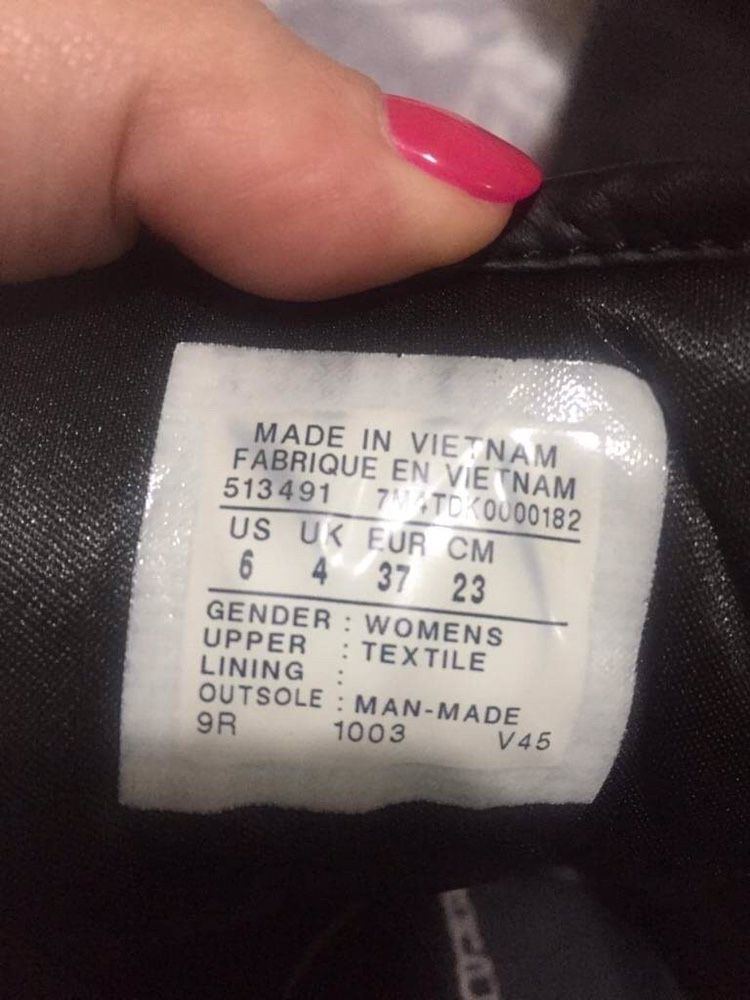 MADE IN VIETNAM
FABRIQUE EN VIETNAM
513491 7M4TDK0000182
US UK EUR CM
6 4 37 23
GENDER : WOMENS
UPPER : TEXTILE
LINING :
OUTSOLE : MAN-MADE
9R 1003 V45